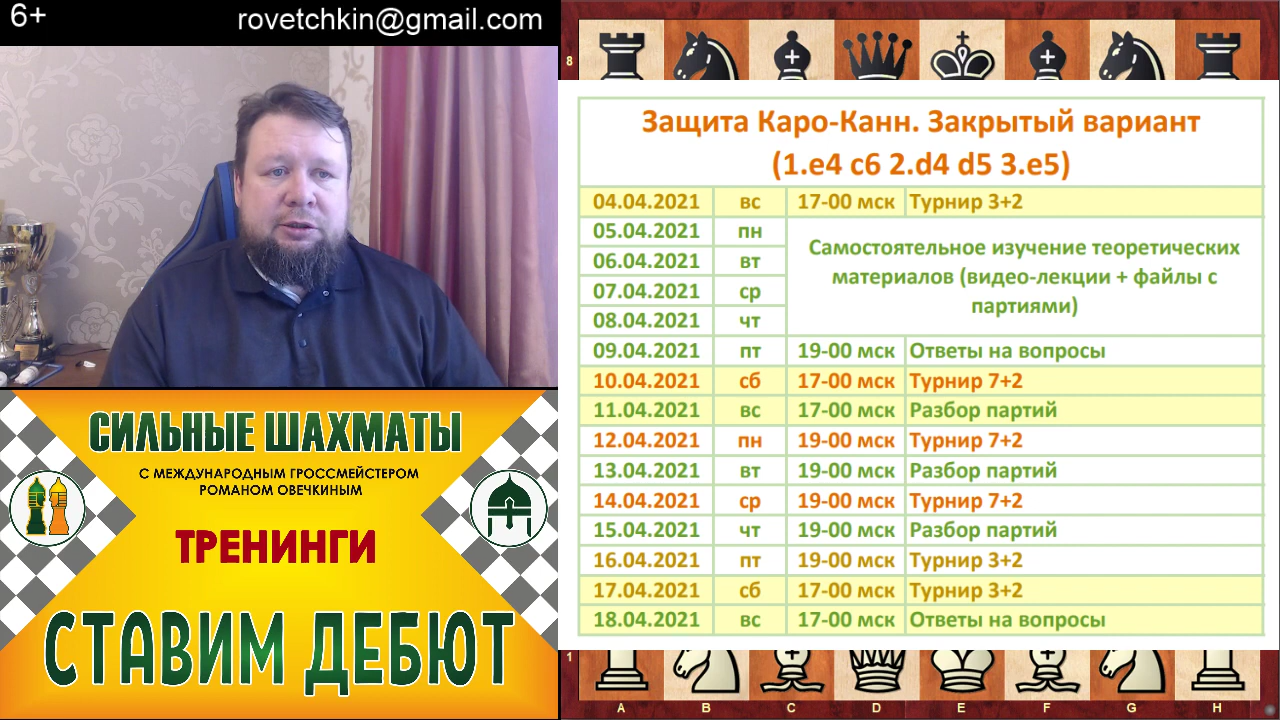 6+
rovetchkin@gmail.com
СИЛЬНЫЕ ШАХМАТЫ
С МЕЖДУНАРОДНЫМ ГРОССМЕЙСТЕРОМ
РОМАНОМ ОВЕЧКИНЫМ
ТРЕНИНГИ
СТАВИМ ДЕБЮТ
8
Защита Каро-Канн. Закрытый вариант
(1.e4 c6 2.d4 d5 3.e5)
04.04.2021 вс 17-00 мск Турнир 3+2
05.04.2021 пн
06.04.2021 вт
07.04.2021 ср
08.04.2021 чт
Самостоятельное изучение теоретических
материалов (видео-лекции + файлы с
партиями)
09.04.2021 пт 19-00 мск Ответы на вопросы
10.04.2021 сб 17-00 мск Турнир 7+2
11.04.2021 вс 17-00 мск Разбор партий
12.04.2021 пн 19-00 мск Турнир 7+2
13.04.2021 вт 19-00 мск Разбор партий
14.04.2021 ср 19-00 мск Турнир 7+2
15.04.2021 чт 19-00 мск Разбор партий
16.04.2021 пт 19-00 мск Турнир 3+2
17.04.2021 сб 17-00 мск Турнир 3+2
18.04.2021 вс 17-00 мск Ответы на вопросы
1
A B C D E F G H